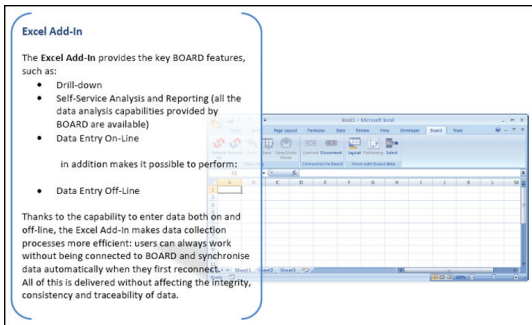 Excel Add-In
The Excel Add-In provides the key BOARD features,
such as:
• Drill-down
• Self-Service Analysis and Reporting (all the
data analysis capabilities provided by
BOARD are available)
• Data Entry On-Line
in addition makes it possible to perform:
• Data Entry Off-Line
Thanks to the capability to enter data both on and
off-line, the Excel Add-In makes data collection
processes more efficient: users can always work
without being connected to BOARD and synchronise
data automatically when they first reconnect.
All of this is delivered without affecting the integrity,
consistency and traceability of data.
Book1 - Microsoft Excel
Page Layout Formulas Data Review View Developer Board Team
Connect Document Layout Select
A B C D E F G H I J K L M
Sheet1 Sheet2 Sheet3